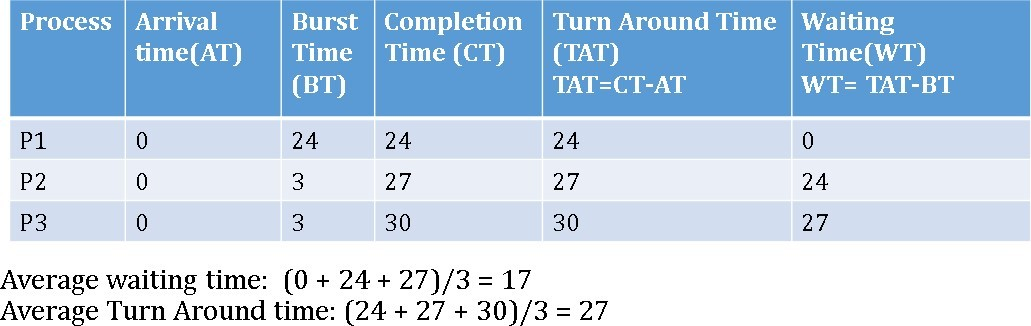 Process Arrival time(AT) Burst Time (BT) Completion Time (CT) Turn Around Time (TAT) TAT=CT-AT Waiting Time(WT) WT= TAT-BT
P1 0 24 24 24 0
P2 0 3 27 27 24
P3 0 3 30 30 27
Average waiting time: (0 + 24 + 27)/3 = 17
Average Turn Around time: (24 + 27 + 30)/3 = 27